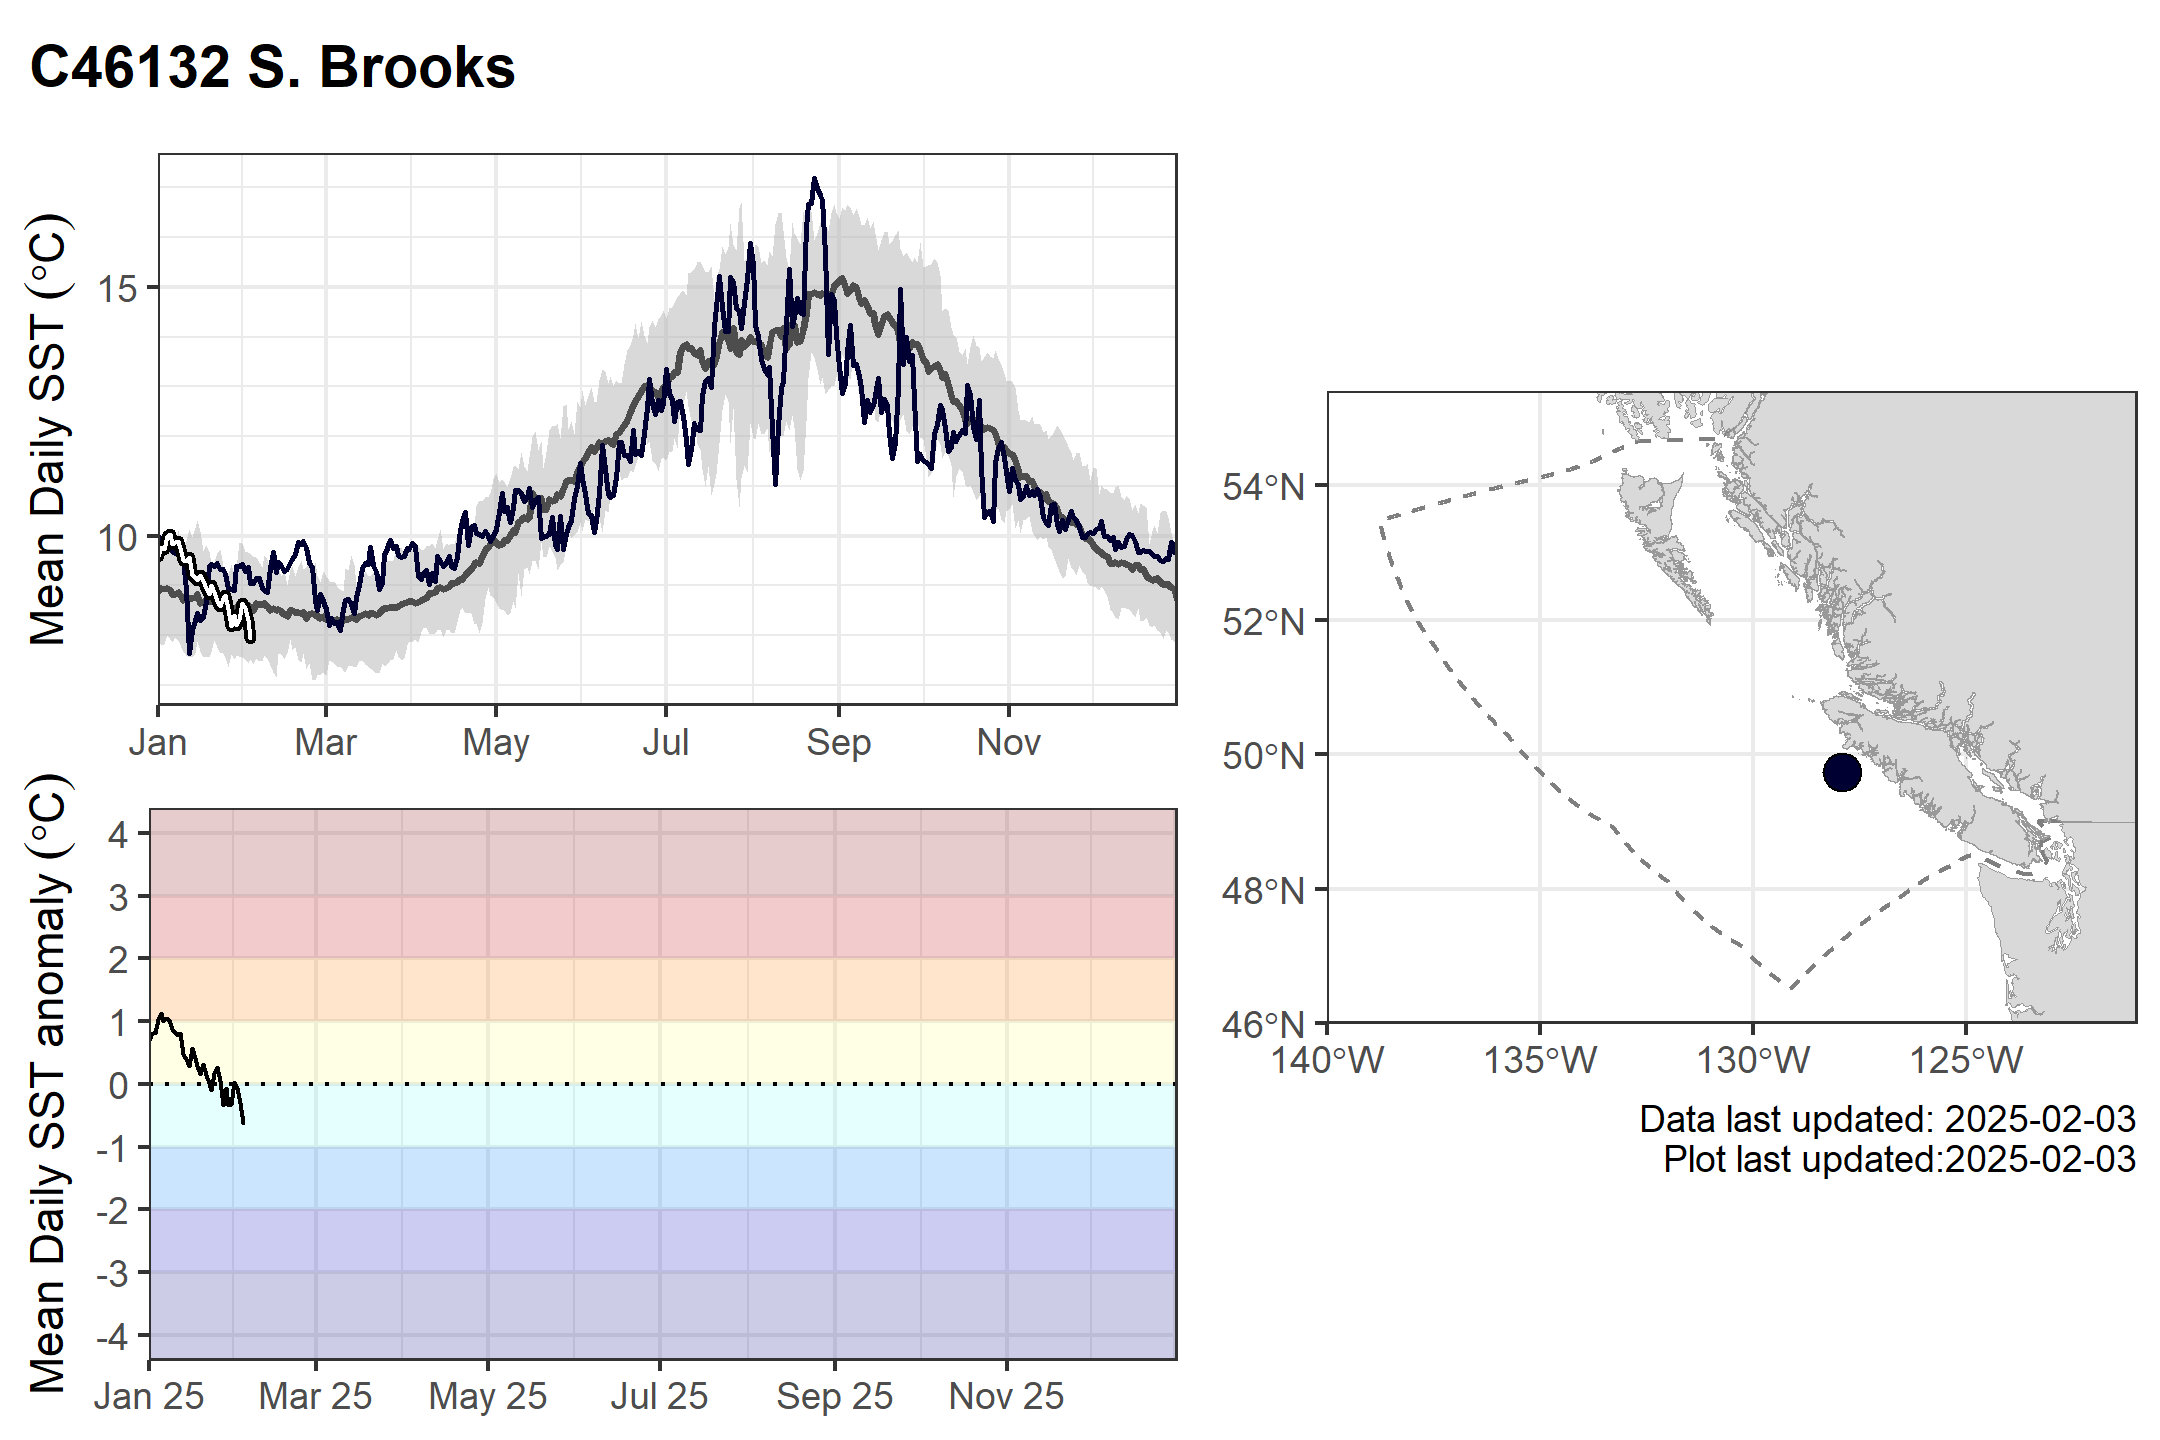 C46132 S. Brooks
Mean Daily SST (°C)
15
10
Jan Mar May Jul Sep Nov
Mean Daily SST anomaly (°C)
4
3
2
1
0
-1
-2
-3
-4
Jan 25 Mar 25 May 25 Jul 25 Sep 25 Nov 25
54°N
52°N
50°N
48°N
46°N
140°W 135°W 130°W 125°W
Data last updated: 2025-02-03
Plot last updated:2025-02-03